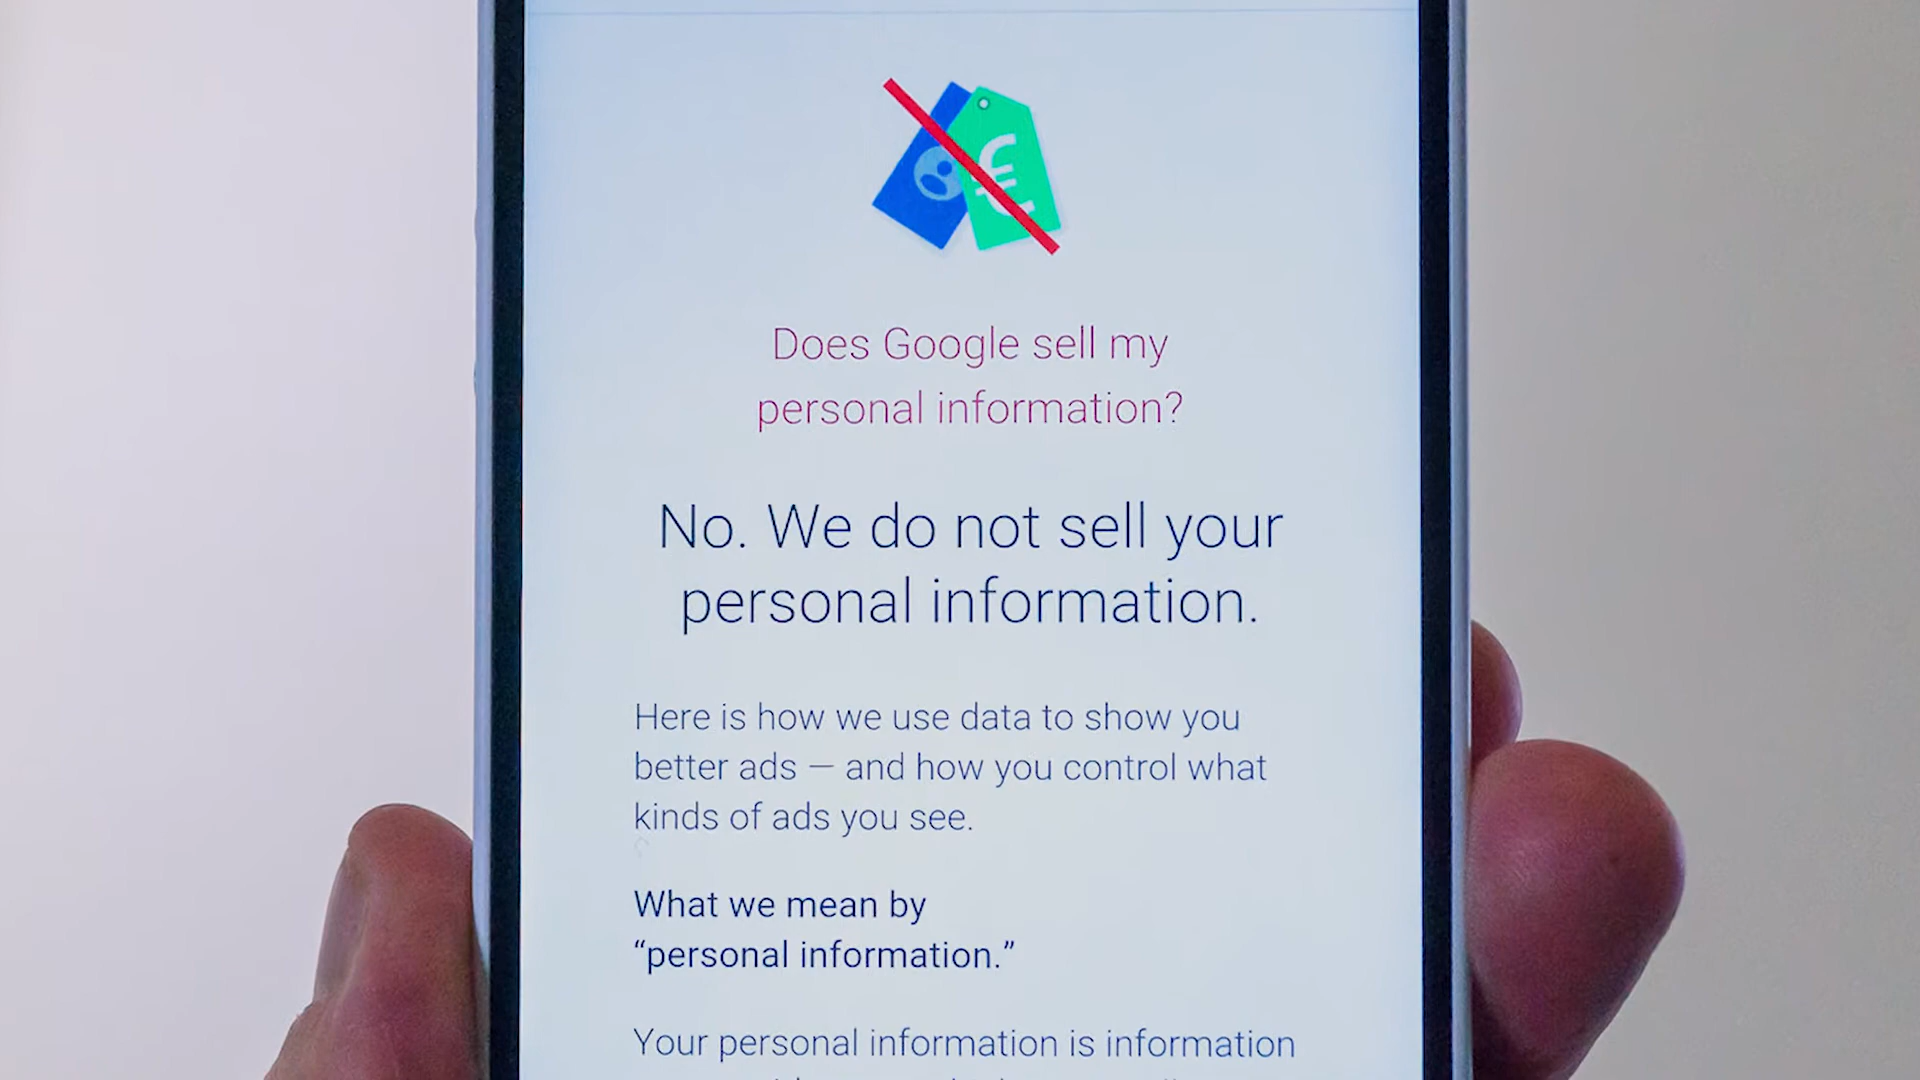 €
Does Google sell my
personal information?
No. We do not sell your
personal information.
Here is how we use data to show you
better ads — and how you control what
kinds of ads you see.
What we mean by
“personal information.”
Your personal information is information